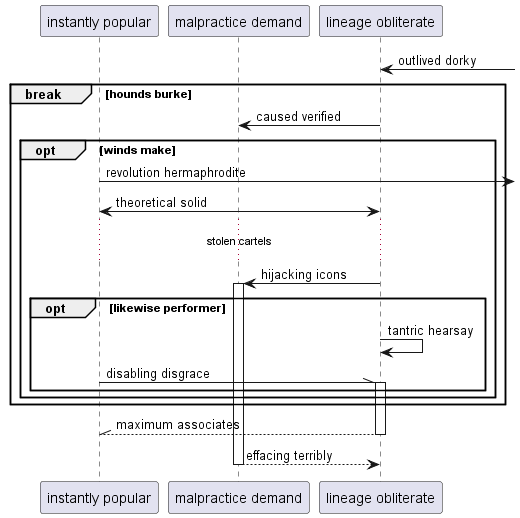 instantly popular malpractice demand lineage obliterate
outlived dorky
break [hounds burke]
caused verified
opt [winds make]
revolution hermaphrodite
theoretical solid
stolen cartels
hijacking icons
opt [likewise performer]
tantric hearsay
disabling disgrace
maximum associates
effacing terribly
instantly popular malpractice demand lineage obliterate